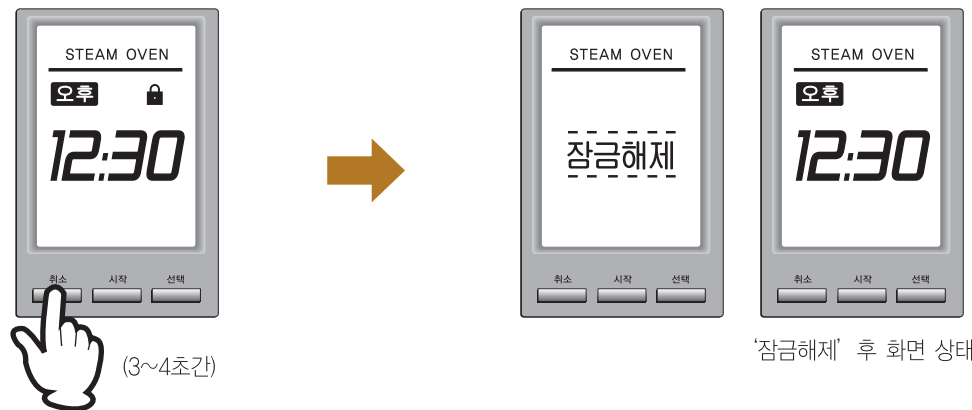 STEAM OVEN
오후
12:30
취소 시작 선택
(3~4초간)
STEAM OVEN
잠금해제
취소 시작 선택
STEAM OVEN
오후
12:30
취소 시작 선택
‘잠금해제’ 후 화면 상태